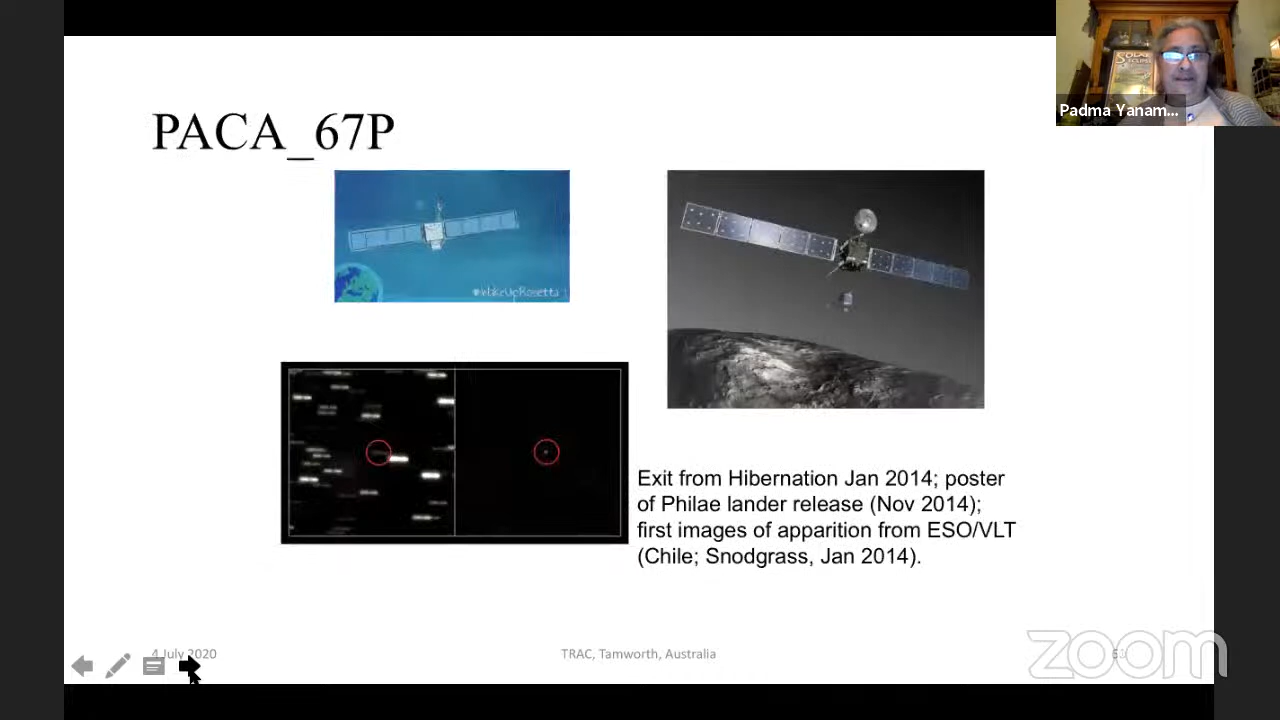 PACA_67P
SOLAR
Padma Yanam...
#WakeUpRosetta
Exit from Hibernation Jan 2014; poster
of Philae lander release (Nov 2014);
first images of apparition from ESO/VLT
(Chile; Snodgrass, Jan 2014).
4 July 2020
TRAC, Tamworth, Australia
zoom